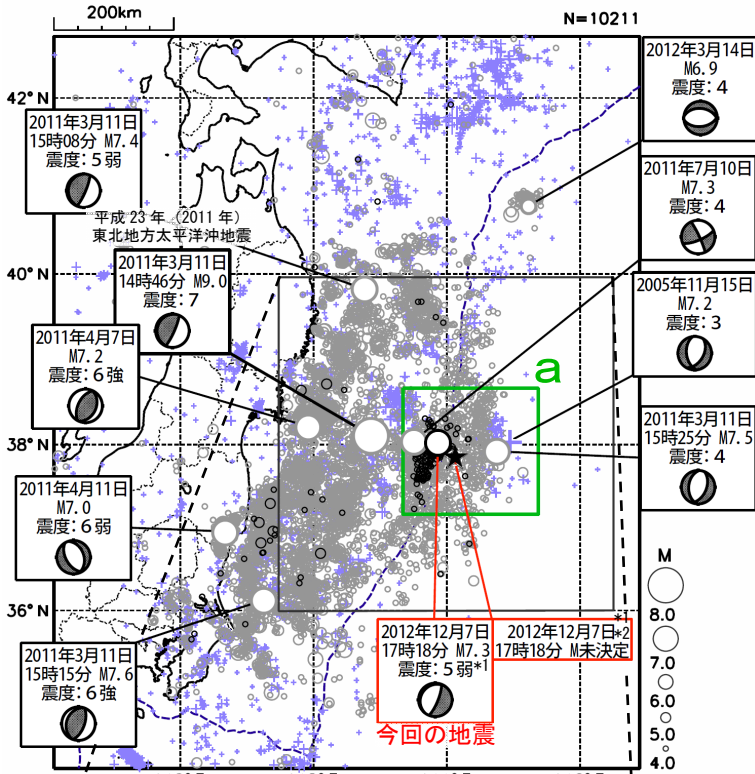 200km
N=10211
42°N
40°N
38°N
36°N
2011年3月11日
15時08分 M7.4
震度:5弱
平成23年（2011年）
東北地方太平洋沖地震
2011年3月11日
14時46分 M9.0
震度:7
2011年4月7日
M7.2
震度:6強
2011年4月11日
M7.0
震度:6弱
2011年3月11日
15時15分 M7.6
震度:6強
2012年3月14日
M6.9
震度:4
2011年7月10日
M7.3
震度:4
2005年11月15日
M7.2
震度:3
2011年3月11日
15時25分 M7.5
震度:4
a
2012年12月7日
17時18分 M7.3
震度:5弱*1
今回の地震
2012年12月7日*1
17時18分 M未決定*2
M
8.0
7.0
6.0
5.0
4.0